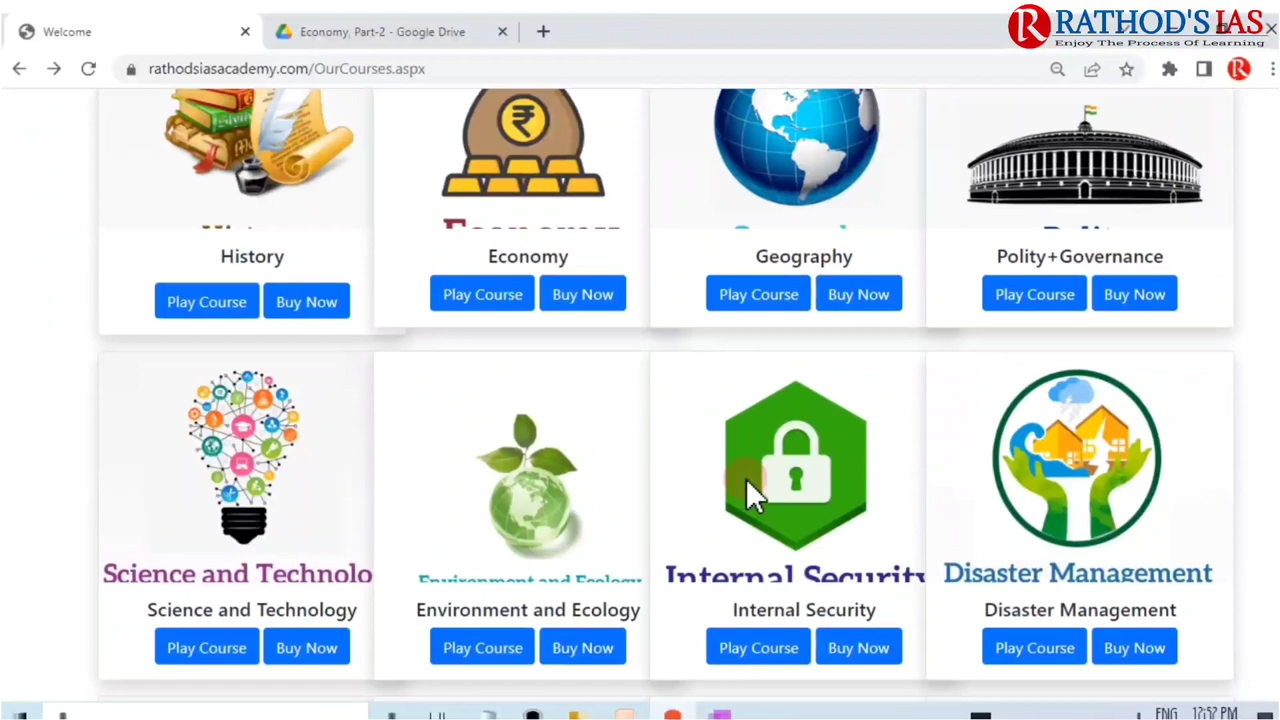 Welcome
Economy, Part-2 - Google Drive
RATHOD'S IAS
Enjoy The Process Of Learning
rathodsiasacademy.com/OurCourses.aspx
R
Economy
History
Economy
Geography
Polity+Governance
Play Course Buy Now
Play Course Buy Now
Play Course Buy Now
Play Course Buy Now
Science and Technolo
Environment and Ecology
Internal Security
Disaster Management
Science and Technology
Environment and Ecology
Internal Security
Disaster Management
Play Course Buy Now
Play Course Buy Now
Play Course Buy Now
Play Course Buy Now
ENG
12:52 PM